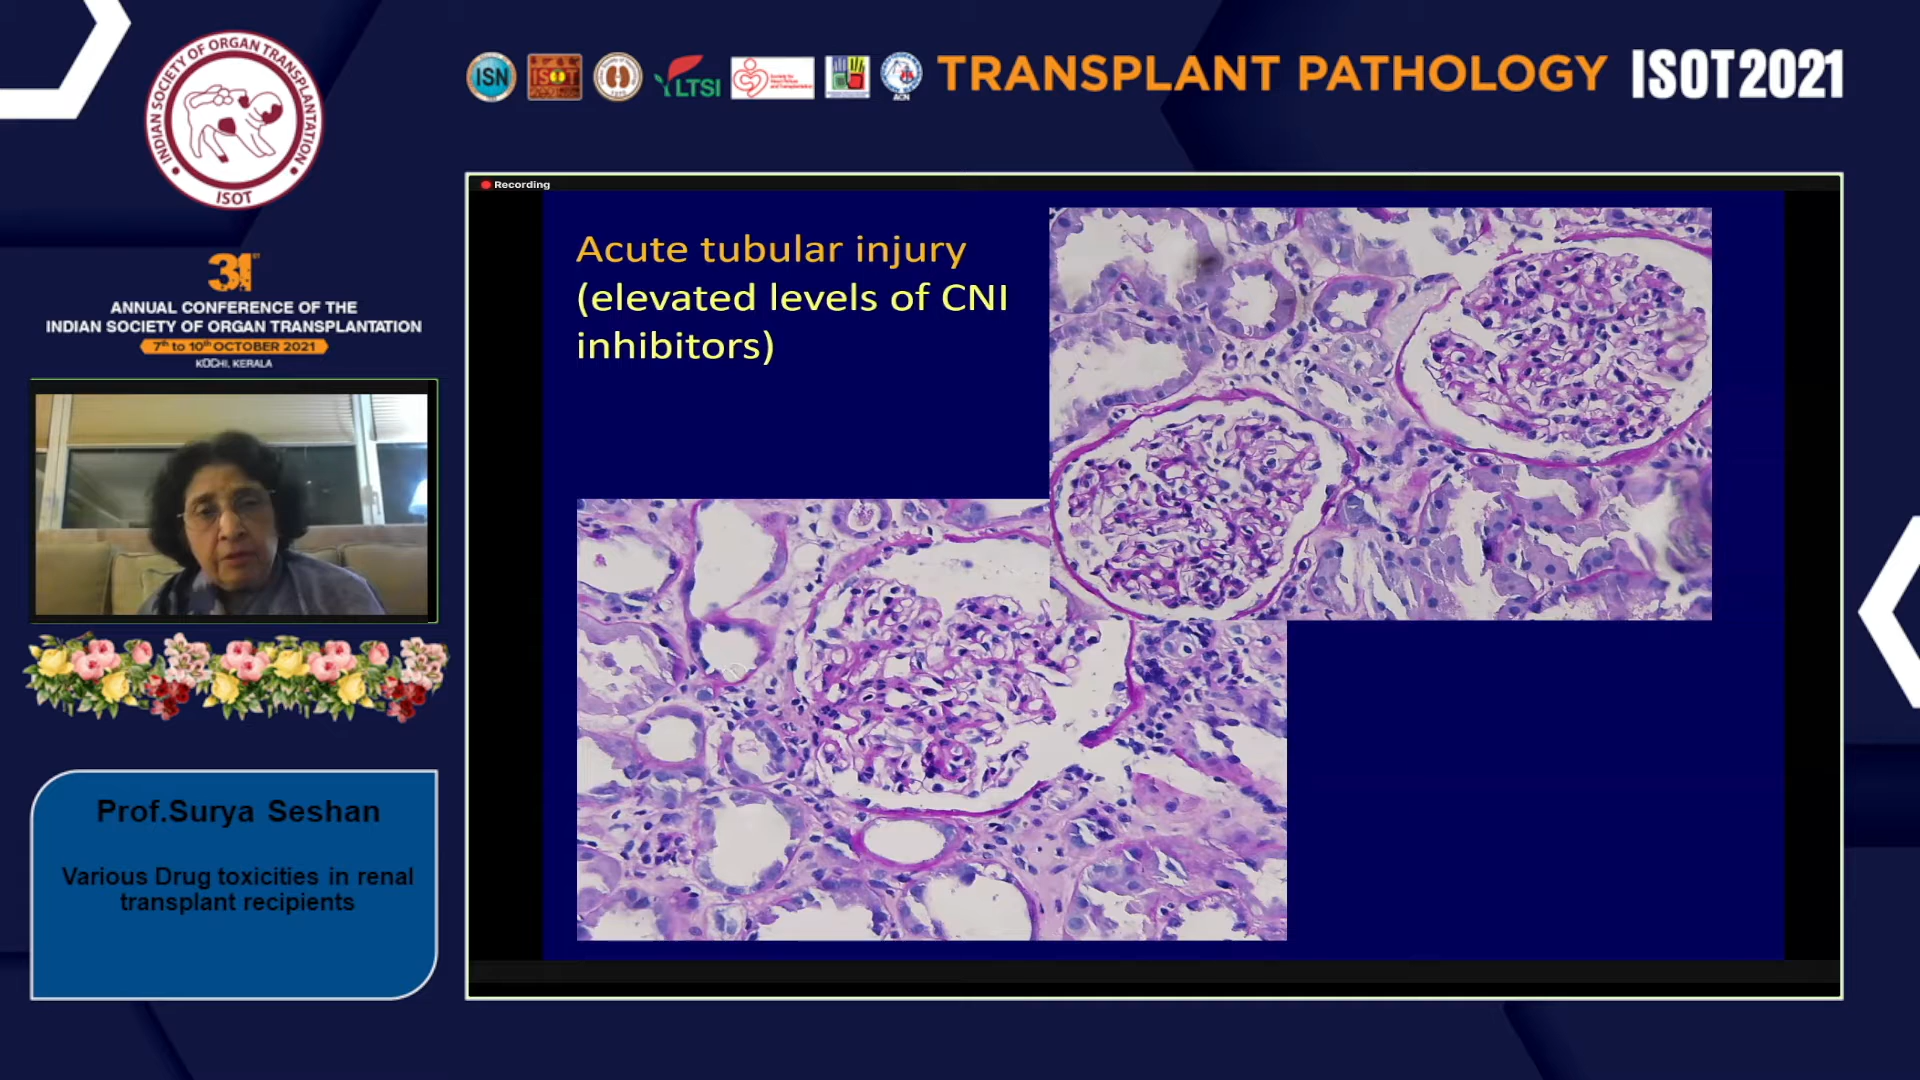 INDIAN SOCIETY OF ORGAN TRANSPLANTATION
ISOT
ISN
ISOT
LTSI
ACN
TRANSPLANT PATHOLOGY ISOT2021
31ST
ANNUAL CONFERENCE OF THE
INDIAN SOCIETY OF ORGAN TRANSPLANTATION
7th to 10th OCTOBER 2021
KOCHI, KERALA
Recording
Acute tubular injury
(elevated levels of CNI
inhibitors)
Prof.Surya Seshan
Various Drug toxicities in renal
transplant recipients